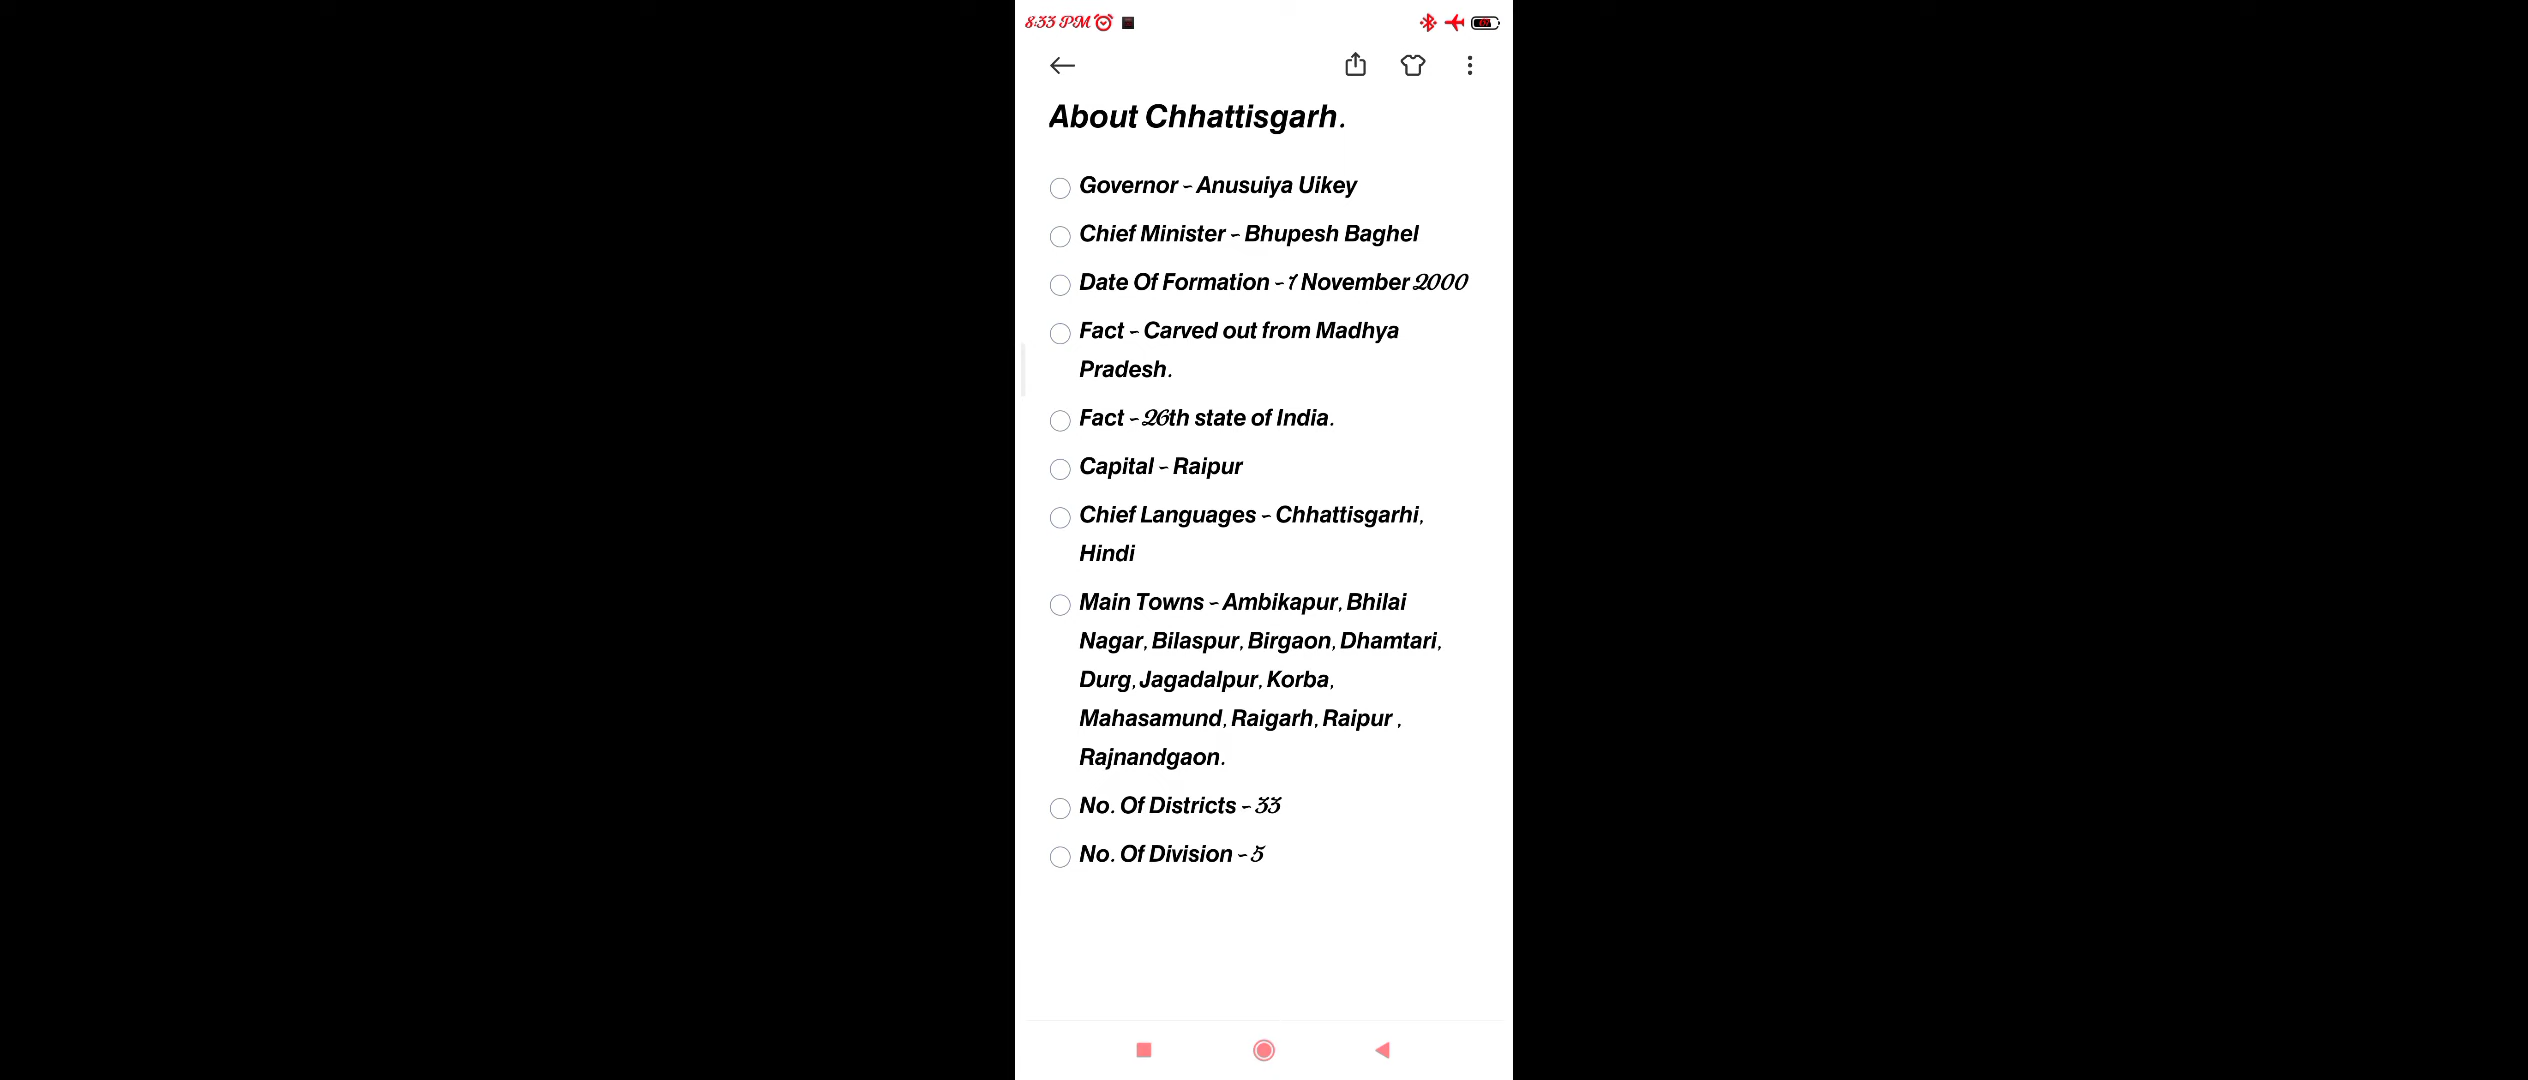 8:33 PM
About Chhattisgarh.
Governor - Anusuiya Uikey
Chief Minister - Bhupesh Baghel
Date Of Formation - 1 November 2000
Fact - Carved out from Madhya
Pradesh.
Fact - 26th state of India.
Capital - Raipur
Chief Languages - Chhattisgarhi,
Hindi
Main Towns - Ambikapur, Bhilai
Nagar, Bilaspur, Birgaon, Dhamtari,
Durg, Jagadalpur, Korba,
Mahasamund, Raigarh, Raipur ,
Rajnandgaon.
No. Of Districts - 33
No. Of Division - 5